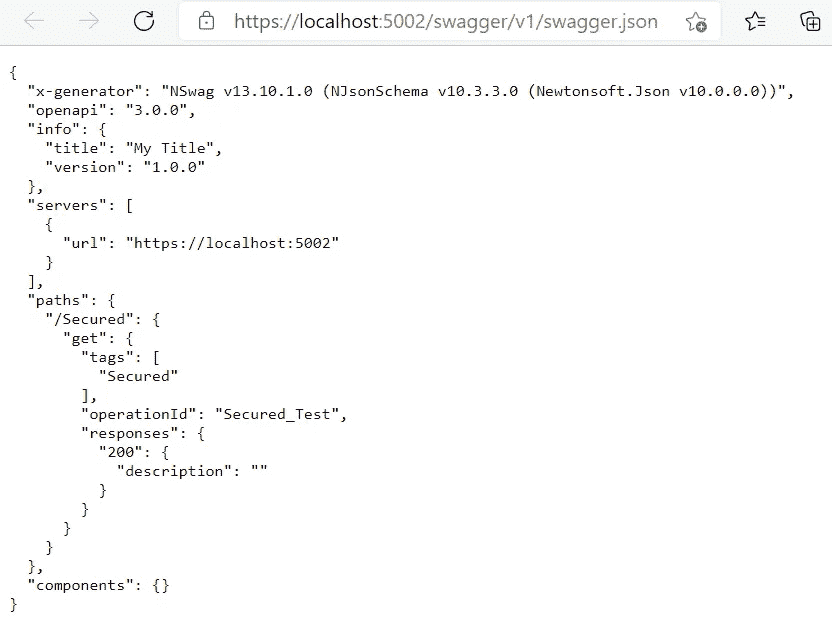 https://localhost:5002/swagger/v1/swagger.json
{
  "x-generator": "NSwag v13.10.1.0 (NJsonSchema v10.3.3.0 (Newtonsoft.Json v10.0.0.0))",
  "openapi": "3.0.0",
  "info": {
    "title": "My Title",
    "version": "1.0.0"
  },
  "servers": [
    {
      "url": "https://localhost:5002"
    }
  ],
  "paths": {
    "/Secured": {
      "get": {
        "tags": [
          "Secured"
        ],
        "operationId": "Secured_Test",
        "responses": {
          "200": {
            "description": ""
          }
        }
      }
    }
  },
  "components": {}
}